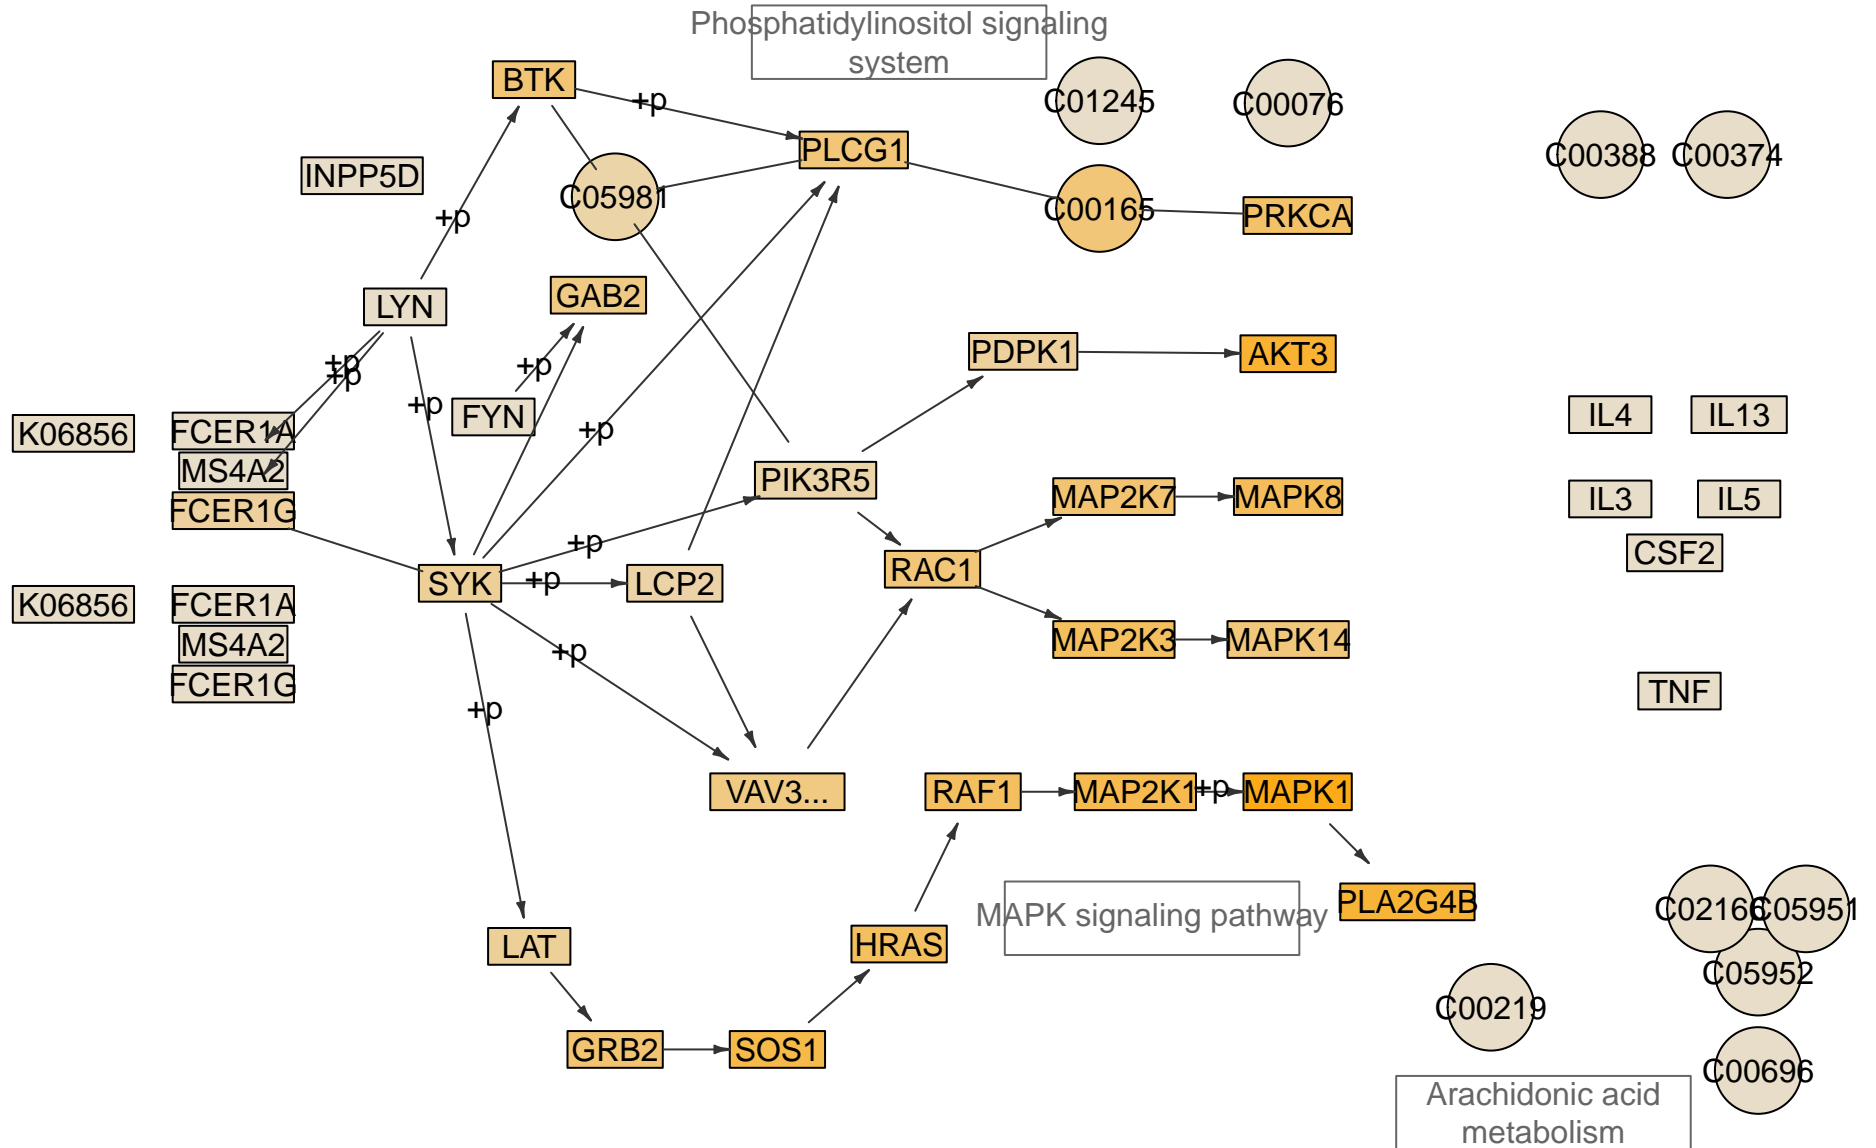 Phosphatidylinositol signaling
system
BTK
+p
C01245
C00076
PLCG1
C00388
C00374
INPP5D
C05981
+p
C00165
PRKCA
LYN
GAB2
+p
+p
+p
PDPK1
AKT3
+p
FYN
+p
K06856
FCER1A
MS4A2
FCER1G
IL4
IL13
PIK3R5
MAP2K7
MAPK8
IL3
IL5
+p
CSF2
SYK
+p
LCP2
RAC1
K06856
FCER1A
MS4A2
FCER1G
+p
MAP2K3
MAPK14
+p
TNF
VAV3...
RAF1
MAP2K1
+p
MAPK1
MAPK signaling pathway
PLA2G4B
C02166
C05951
LAT
HRAS
C05952
C00219
GRB2
SOS1
C00696
Arachidonic acid
metabolism